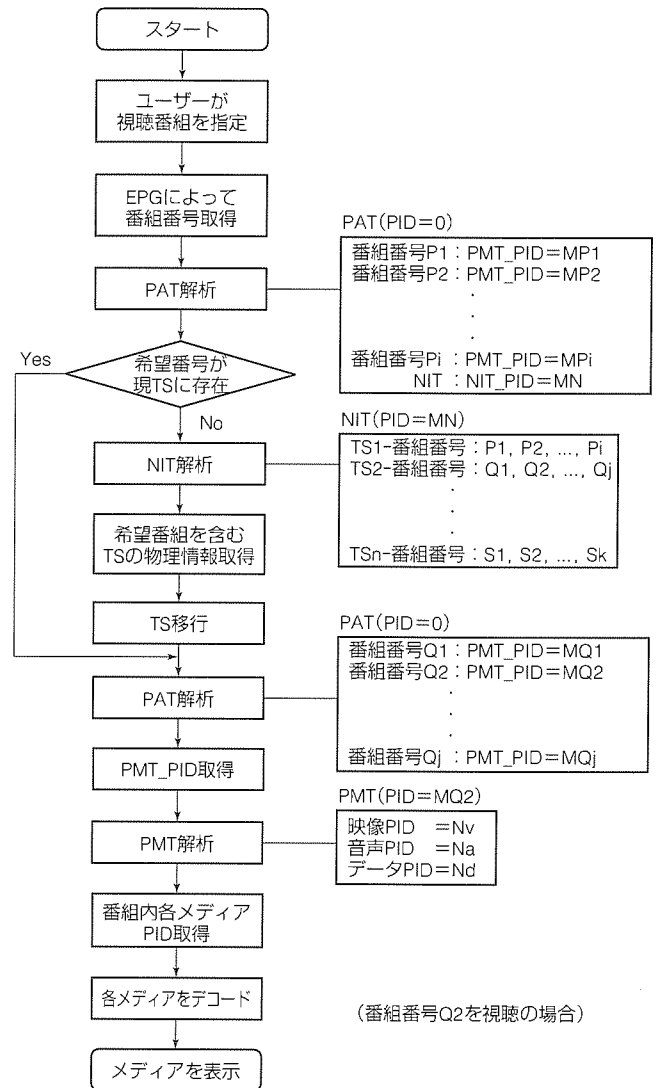 スタート
ユーザーが
視聴番組を指定
EPGによって
番組番号取得
PAT(PID=0)
番組番号P1：PMT_PID=MP1
番組番号P2：PMT_PID=MP2
.
.
.
番組番号Pi：PMT_PID=MPi
NIT：NIT_PID=MN
PAT解析
希望番号が
現TSに存在
Yes
No
NIT(PID=MN)
TS1-番組番号：P1, P2, ..., Pi
TS2-番組番号：Q1, Q2, ..., Qj
.
.
.
TSn-番組番号：S1, S2, ..., Sk
NIT解析
希望番組を含む
TSの物理情報取得
TS移行
PAT(PID=0)
番組番号Q1：PMT_PID=MQ1
番組番号Q2：PMT_PID=MQ2
.
.
.
番組番号Qj：PMT_PID=MQj
PAT解析
PMT_PID取得
PMT(PID=MQ2)
映像PID =Nv
音声PID =Na
データPID=Nd
PMT解析
番組内各メディア
PID取得
各メディアをデコード
(番組番号Q2を視聴の場合)
メディアを表示